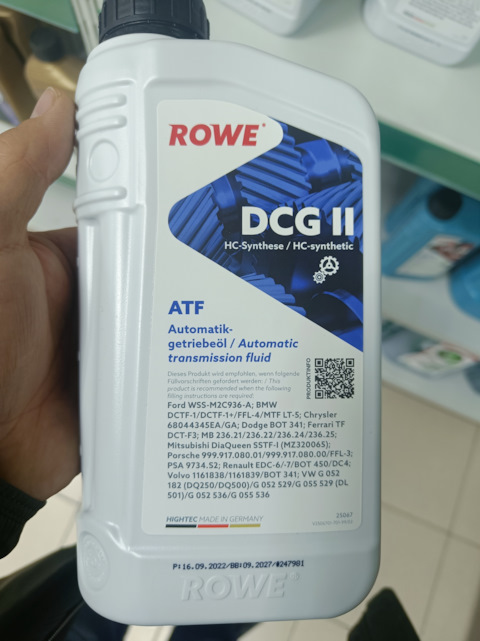 ROWE
DCG II
HC-Synthese / HC-synthetic
A
ATF
Automatik-
getriebeöl / Automatic
transmission fluid
PRODUKTINFO
Dieses Produkt wird empfohlen, wenn folgende
Füllvorschriften gefordert werden: / This
product is recommended when the following
filling instructions are required:
Ford WSS-M2C936-A; BMW
DCTF-1/DCTF-1+/FFL-4/MTF LT-5; Chrysler
68044345EA/GA; Dodge BOT 341; Ferrari TF
DCT-F3; MB 236.21/236.22/236.24/236.25;
Mitsubishi DiaQueen SSTF-I (MZ320065);
Porsche 999.917.080.01/999.917.080.00/FFL-3;
PSA 9734.S2; Renault EDC-6/-7/BOT 450/DC4;
Volvo 1161838/1161839/BOT 341; VW G 052
182 (DQ250/DQ500)/G 052 529/G 055 529 (DL
501)/G 052 536/G 055 536
HIGHTEC MADE IN GERMANY
25067
P:16.09.2022/BB:09.2027/#247981
ROWE